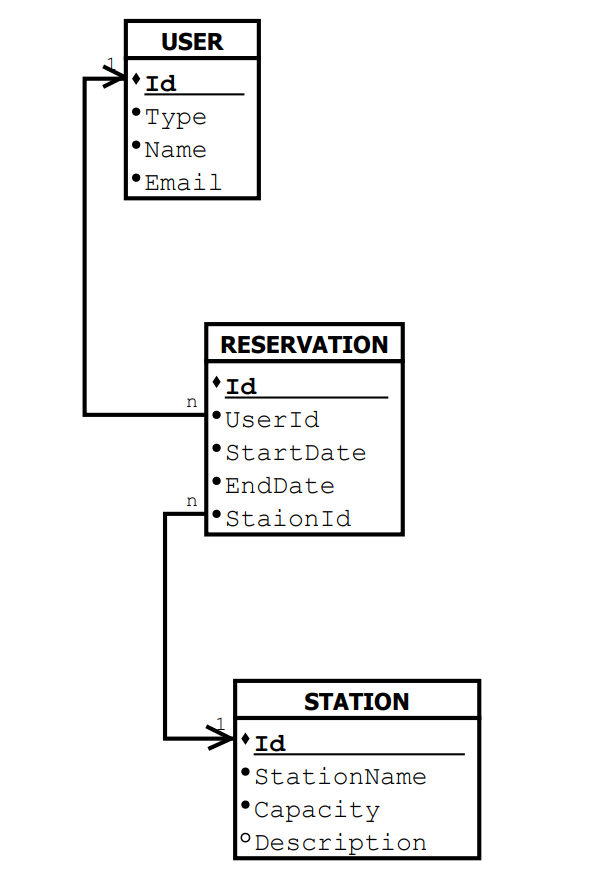 USER
1
Id
Type
Name
Email
RESERVATION
Id
n
UserId
StartDate
EndDate
n
StaionId
STATION
1
Id
StationName
Capacity
Description